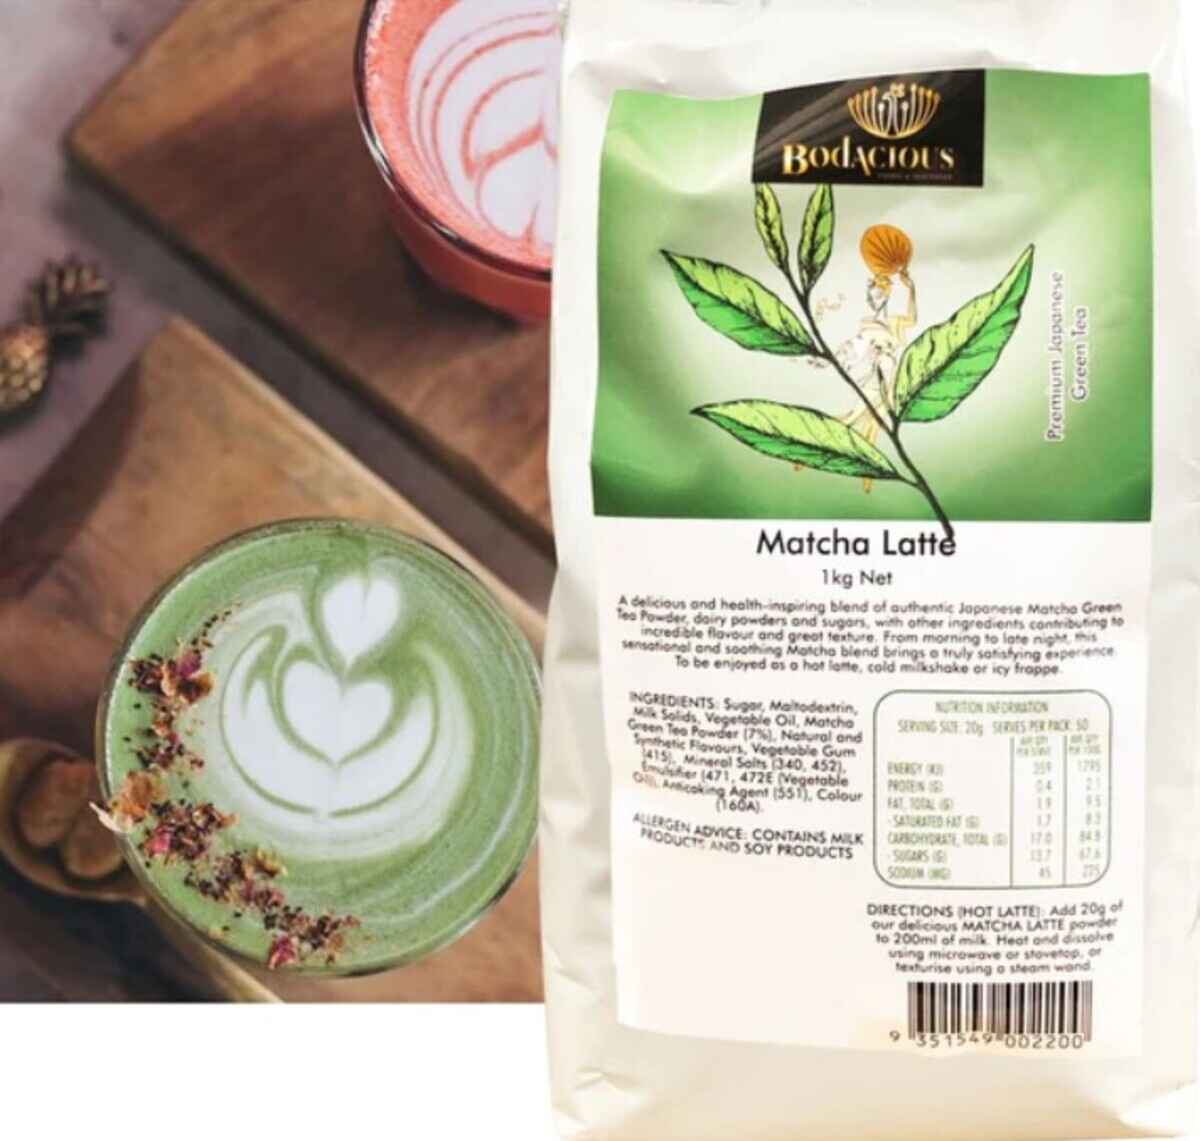 BODACIOUS
Premium Japanese
Green Tea
Matcha Latte
1kg Net
A delicious and health-inspiring blend of authentic Japanese Matcha Green
Tea Powder, dairy powders and sugars, with other ingredients contributing to
incredible flavour and great texture. From morning to late night, this
sensational and soothing Matcha blend brings a truly satisfying experience.
To be enjoyed as a hot latte, cold milkshake or icy frappe.
INGREDIENTS: Sugar, Maltodextrin,
Milk Solids, Vegetable Oil, Matcha
Green Tea Powder (7%), Natural and
Synthetic Flavours, Vegetable Gum
(415), Mineral Salts (340, 452),
Emulsifier (471, 472E (Vegetable
Oil), Anticaking Agent (551), Colour
(160A).
ALLERGEN ADVICE: CONTAINS MILK
PRODUCTS AND SOY PRODUCTS
NUTRITION INFORMATION
SERVING SIZE: 20g SERVES PER PACK: 50
AVE QTY AVE QTY
PER SERVE PER 100G
ENERGY (KJ) 359 1795
PROTEIN (G) 0.4 2.1
FAT, TOTAL (G) 1.9 9.5
- SATURATED FAT (G) 1.7 8.3
CARBOHYDRATE, TOTAL (G) 17.0 84.8
- SUGARS (G) 13.7 67.6
SODIUM (MG) 45 225
DIRECTIONS (HOT LATTE): Add 20g of
our delicious MATCHA LATTE powder
to 200ml of milk. Heat and dissolve
using microwave or stovetop, or
texturise using a steam wand.
9 351549 002200